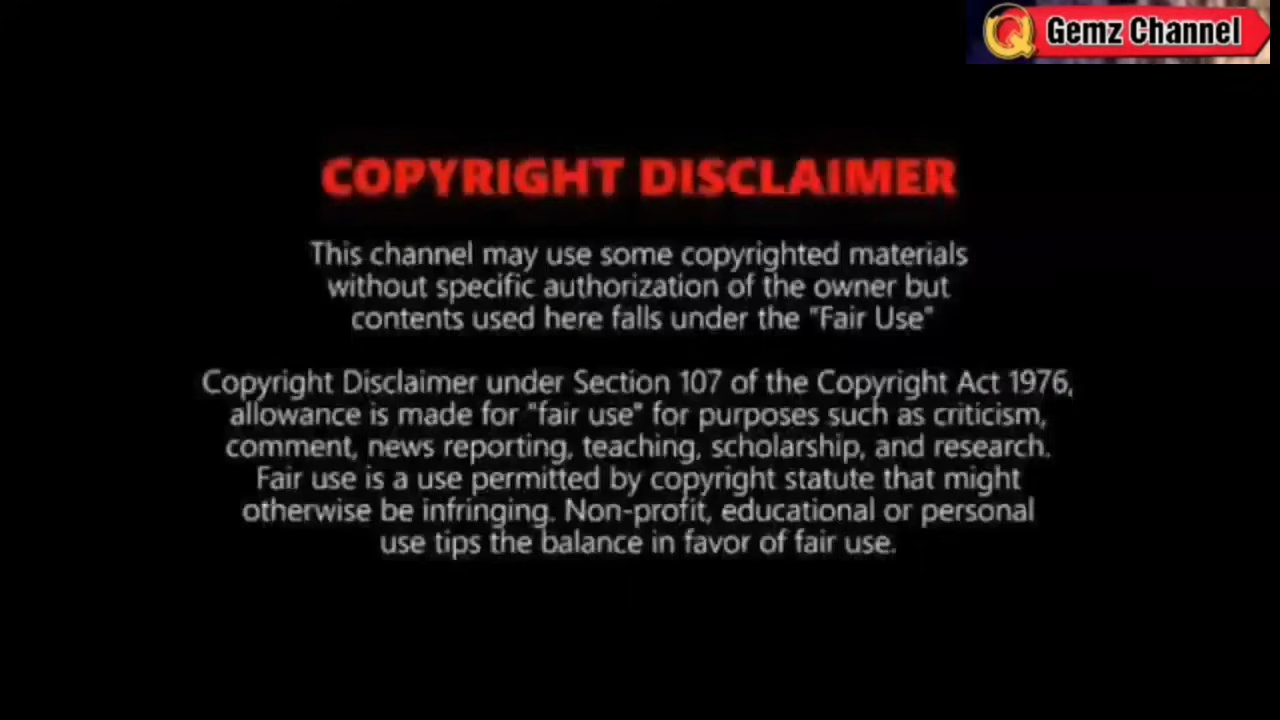 Gemz Channel
COPYRIGHT DISCLAIMER
This channel may use some copyrighted materials
without specific authorization of the owner but
contents used here falls under the "Fair Use"
Copyright Disclaimer under Section 107 of the Copyright Act 1976,
allowance is made for "fair use" for purposes such as criticism,
comment, news reporting, teaching, scholarship, and research.
Fair use is a use permitted by copyright statute that might
otherwise be infringing. Non-profit, educational or personal
use tips the balance in favor of fair use.